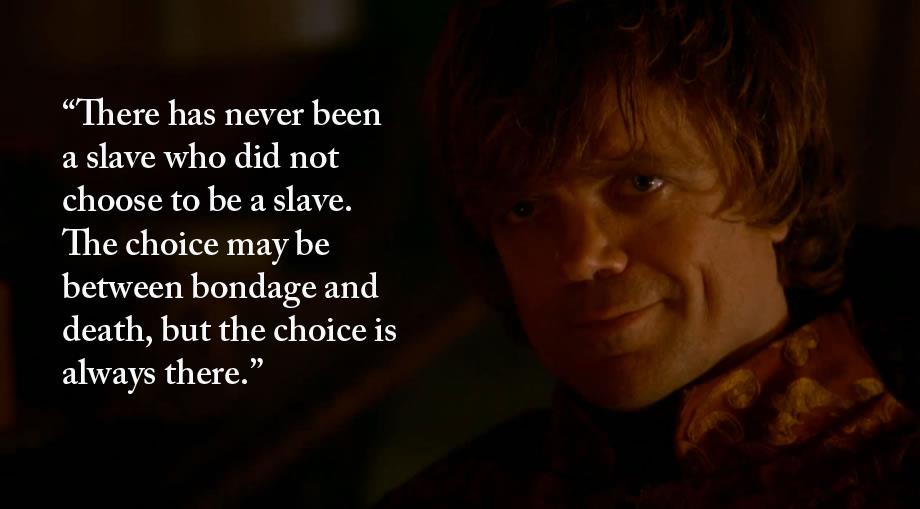 “There has never been
a slave who did not
choose to be a slave.
The choice may be
between bondage and
death, but the choice is
always there.”